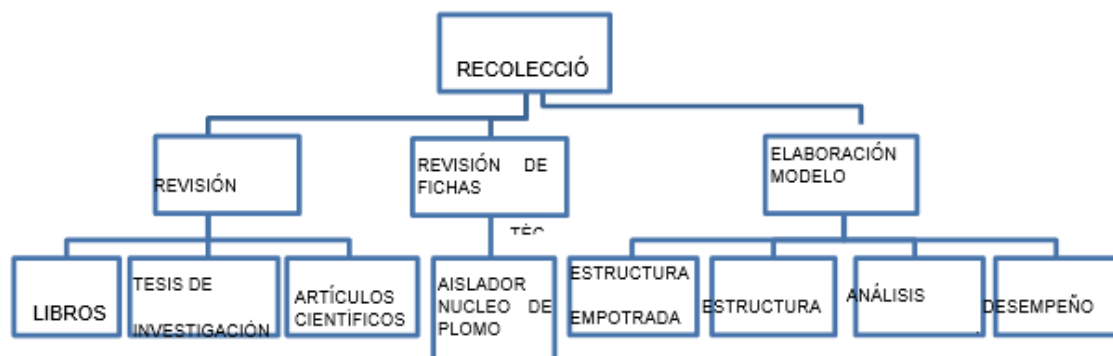 RECOLECCIÓ
REVISIÓN
REVISIÓN DE
FICHAS
ELABORACIÓN
MODELO
LIBROS
TESIS DE
INVESTIGACIÓN
ARTÍCULOS
CIENTÍFICOS
AISLADOR
NUCLEO DE
PLOMO
ESTRUCTURA
EMPOTRADA
ESTRUCTURA
ANÁLISIS
DESEMPEÑO